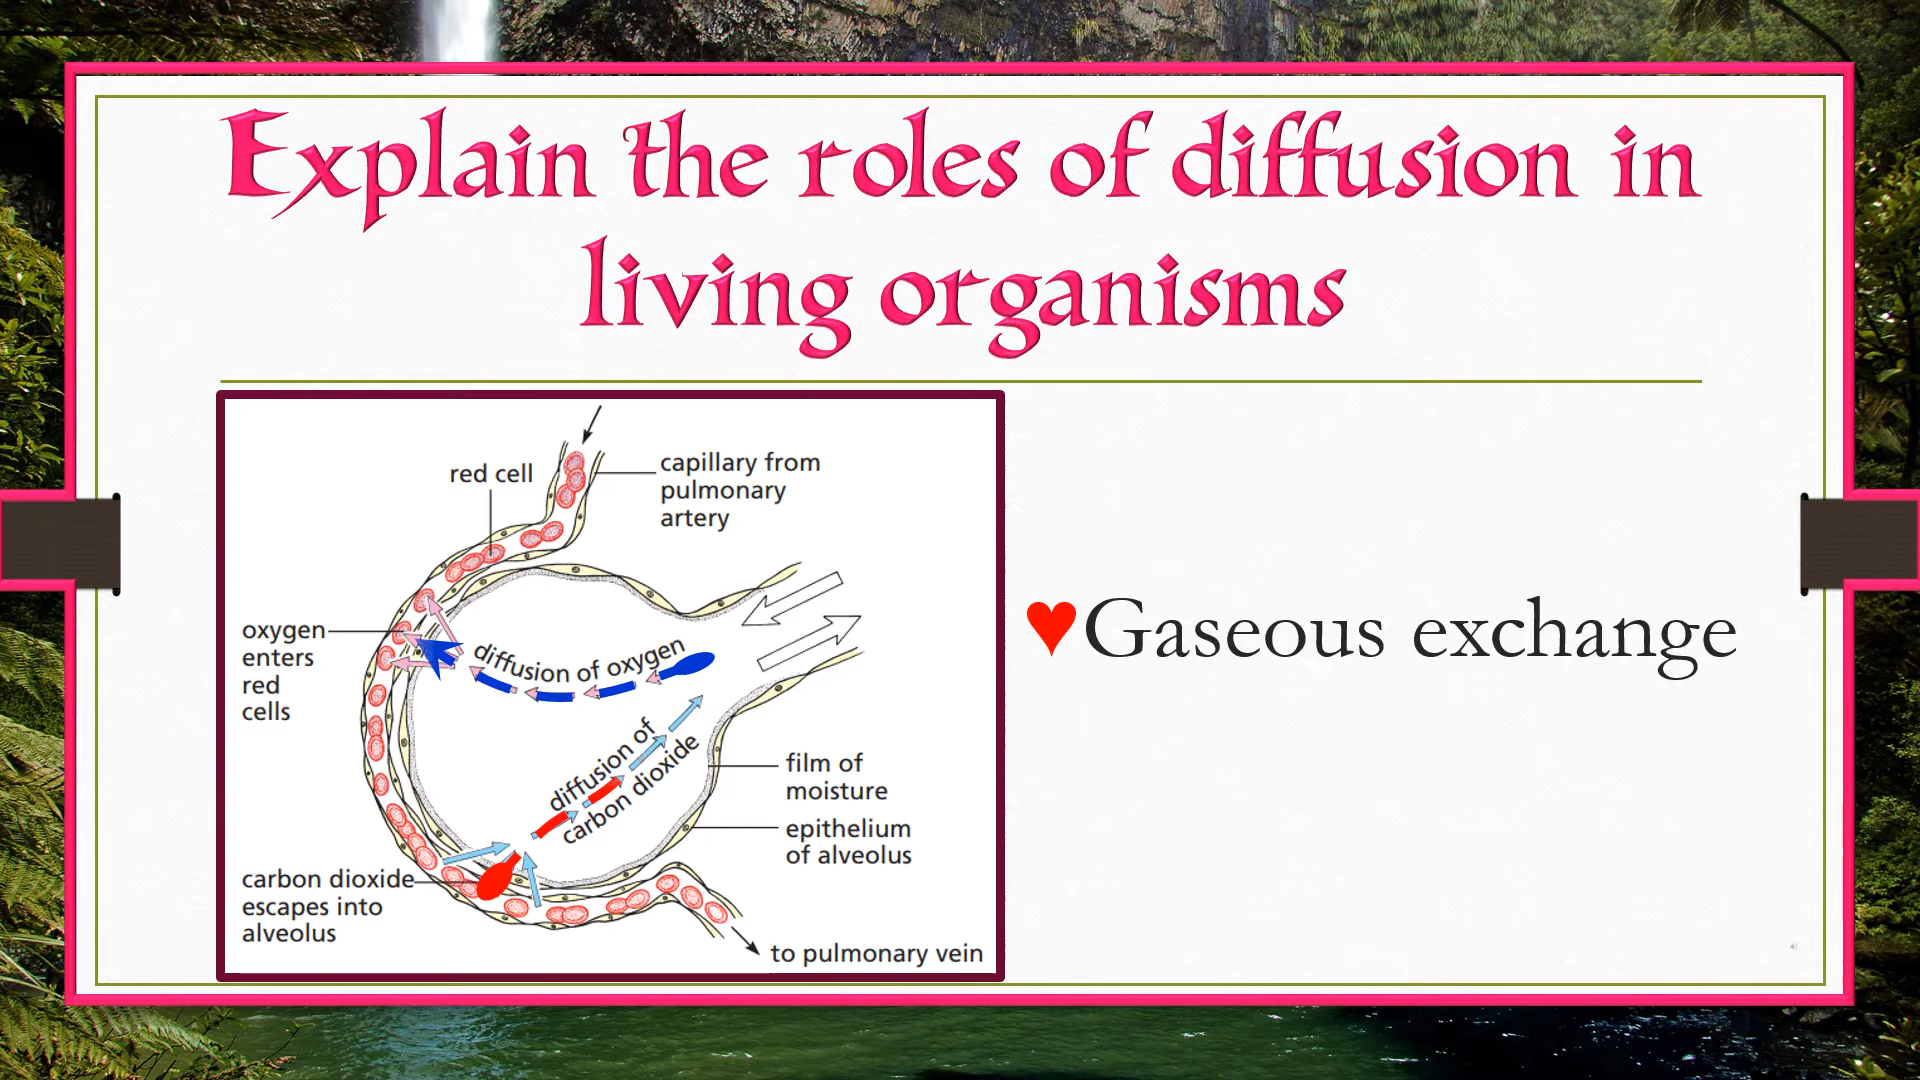 Explain the roles of diffusion in
living organisms
red cell
capillary from
pulmonary
artery
oxygen
enters
red
cells
diffusion of oxygen
diffusion of
carbon dioxide
film of
moisture
epithelium
of alveolus
carbon dioxide
escapes into
alveolus
to pulmonary vein
♥Gaseous exchange